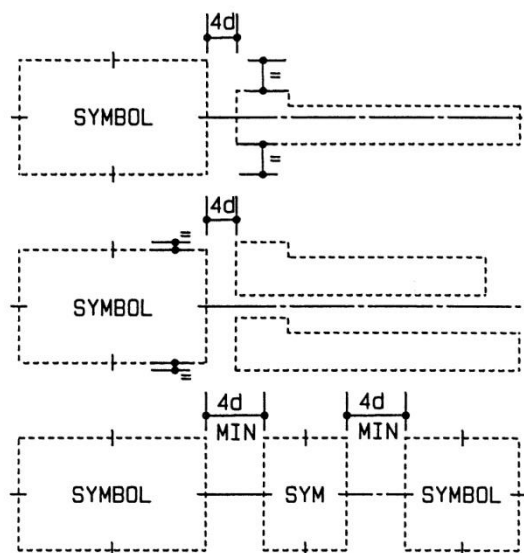 4d
=
SYMBOL
=
4d
=
SYMBOL
=
4d 4d
MIN MIN
SYMBOL SYM SYMBOL